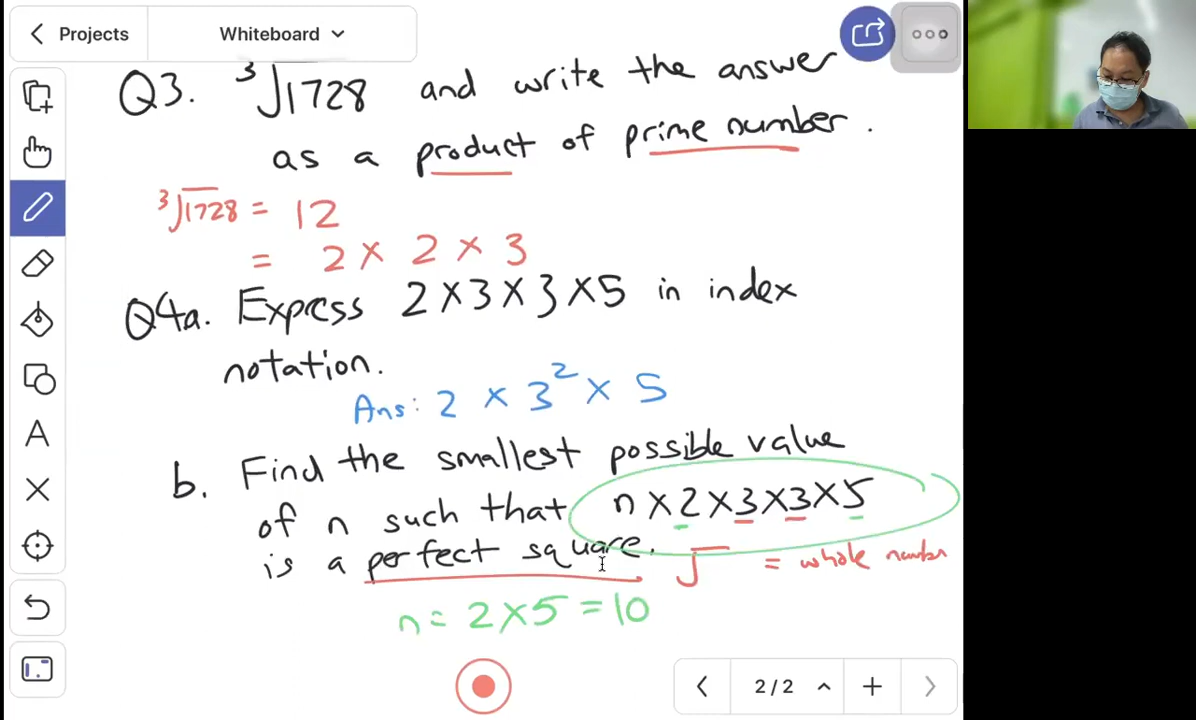 Projects
Whiteboard
Q3. ³√1728 and write the answer
as a product of prime number.
³√1728 = 12
= 2 × 2 × 3
Q4a. Express 2×3×3×5 in index
notation.
Ans: 2 × 3² × 5
b. Find the smallest possible value
of n such that n×2×3×3×5
is a perfect square. √ = whole number
n = 2×5 = 10
2 / 2